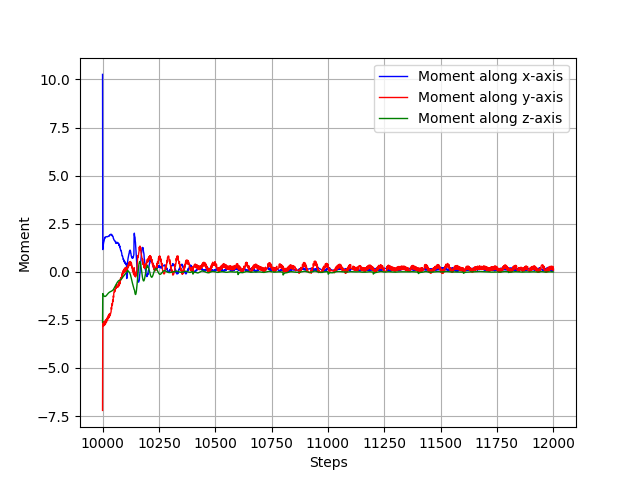 10.0
7.5
5.0
2.5
0.0
−2.5
−5.0
−7.5
Moment
Moment along x-axis
Moment along y-axis
Moment along z-axis
10000 10250 10500 10750 11000 11250 11500 11750 12000
Steps